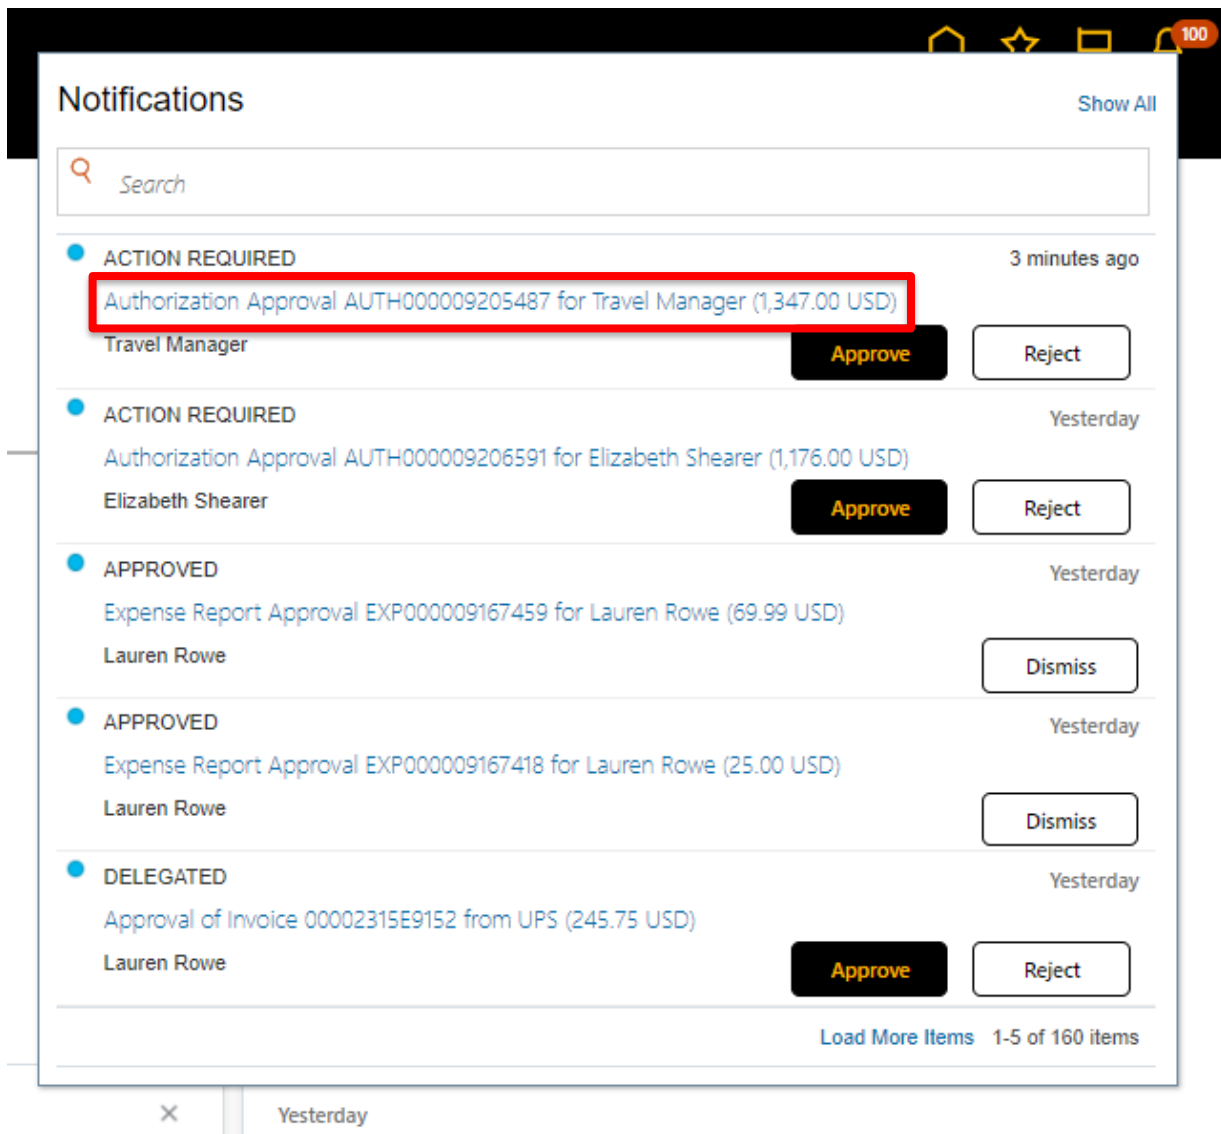 100
Notifications
Show All
Search
ACTION REQUIRED
3 minutes ago
Authorization Approval AUTH000009205487 for Travel Manager (1,347.00 USD)
Travel Manager
Approve
Reject
ACTION REQUIRED
Yesterday
Authorization Approval AUTH000009206591 for Elizabeth Shearer (1,176.00 USD)
Elizabeth Shearer
Approve
Reject
APPROVED
Yesterday
Expense Report Approval EXP000009167459 for Lauren Rowe (69.99 USD)
Lauren Rowe
Dismiss
APPROVED
Yesterday
Expense Report Approval EXP000009167418 for Lauren Rowe (25.00 USD)
Lauren Rowe
Dismiss
DELEGATED
Yesterday
Approval of Invoice 00002315E9152 from UPS (245.75 USD)
Lauren Rowe
Approve
Reject
Load More Items 1-5 of 160 items
Yesterday